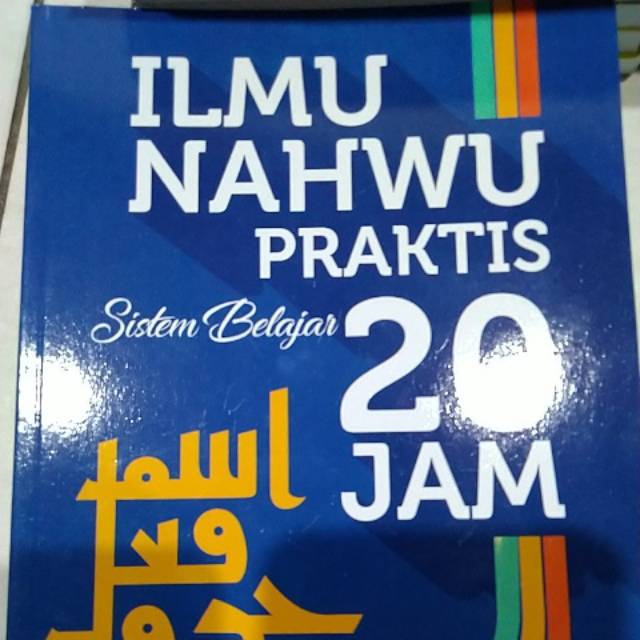 ILMU
NAHWU
PRAKTIS
Sistem Belajar 20
JAM
اسم